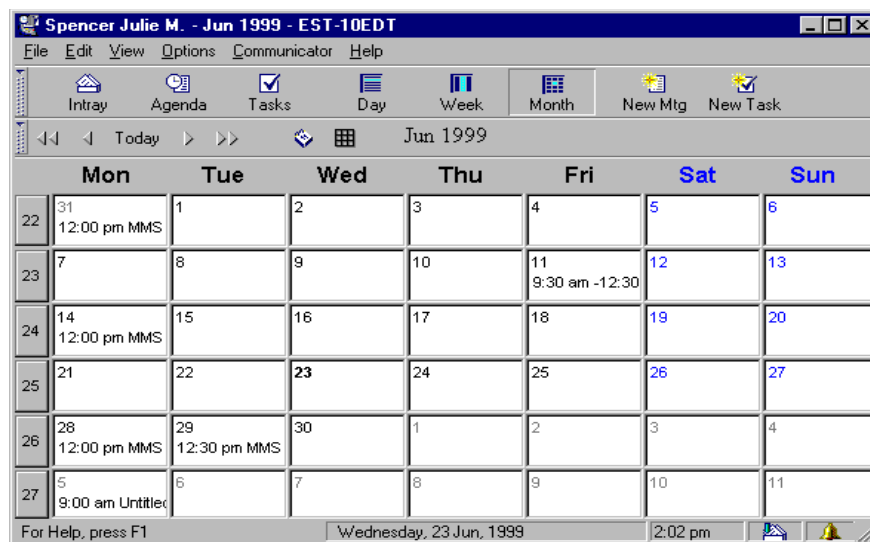 Spencer Julie M. - Jun 1999 - EST-10EDT
File Edit View Options Communicator Help
Intray Agenda Tasks Day Week Month New Mtg New Task
Today Jun 1999
Mon Tue Wed Thu Fri Sat Sun
22 31 1 2 3 4 5 6
12:00 pm MMS
23 7 8 9 10 11 12 13
9:30 am -12:30
24 14 15 16 17 18 19 20
12:00 pm MMS
25 21 22 23 24 25 26 27
26 28 29 30 1 2 3 4
12:00 pm MMS 12:30 pm MMS
27 5 6 7 8 9 10 11
9:00 am Untitled
For Help, press F1 Wednesday, 23 Jun, 1999 2:02 pm